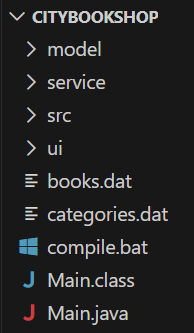 CITYBOOKSHOP
model
service
src
ui
books.dat
categories.dat
compile.bat
Main.class
Main.java